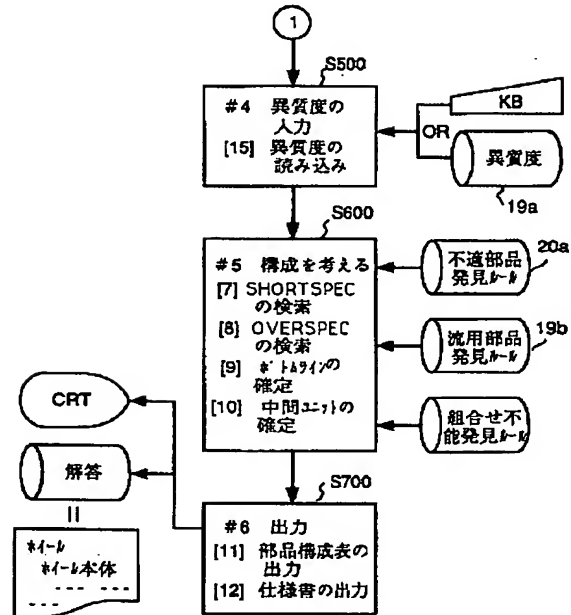 1
S500
#4 異質度の
入力
[15] 異質度の
読み込み
KB
OR
異質度
19a
S600
#5 構成を考える
[7] SHORTSPEC
の検索
[8] OVERSPEC
の検索
[9] ﾎﾞﾄﾑﾗｲﾝの
確定
[10] 中間ﾕﾆｯﾄの
確定
不適部品
発見ﾙｰﾙ
20a
流用部品
発見ﾙｰﾙ
19b
組合せ不
能発見ﾙｰﾙ
CRT
解答
ﾎｲｰﾙ
ﾎｲｰﾙ本体
S700
#6 出力
[11] 部品構成表の
出力
[12] 仕様書の出力